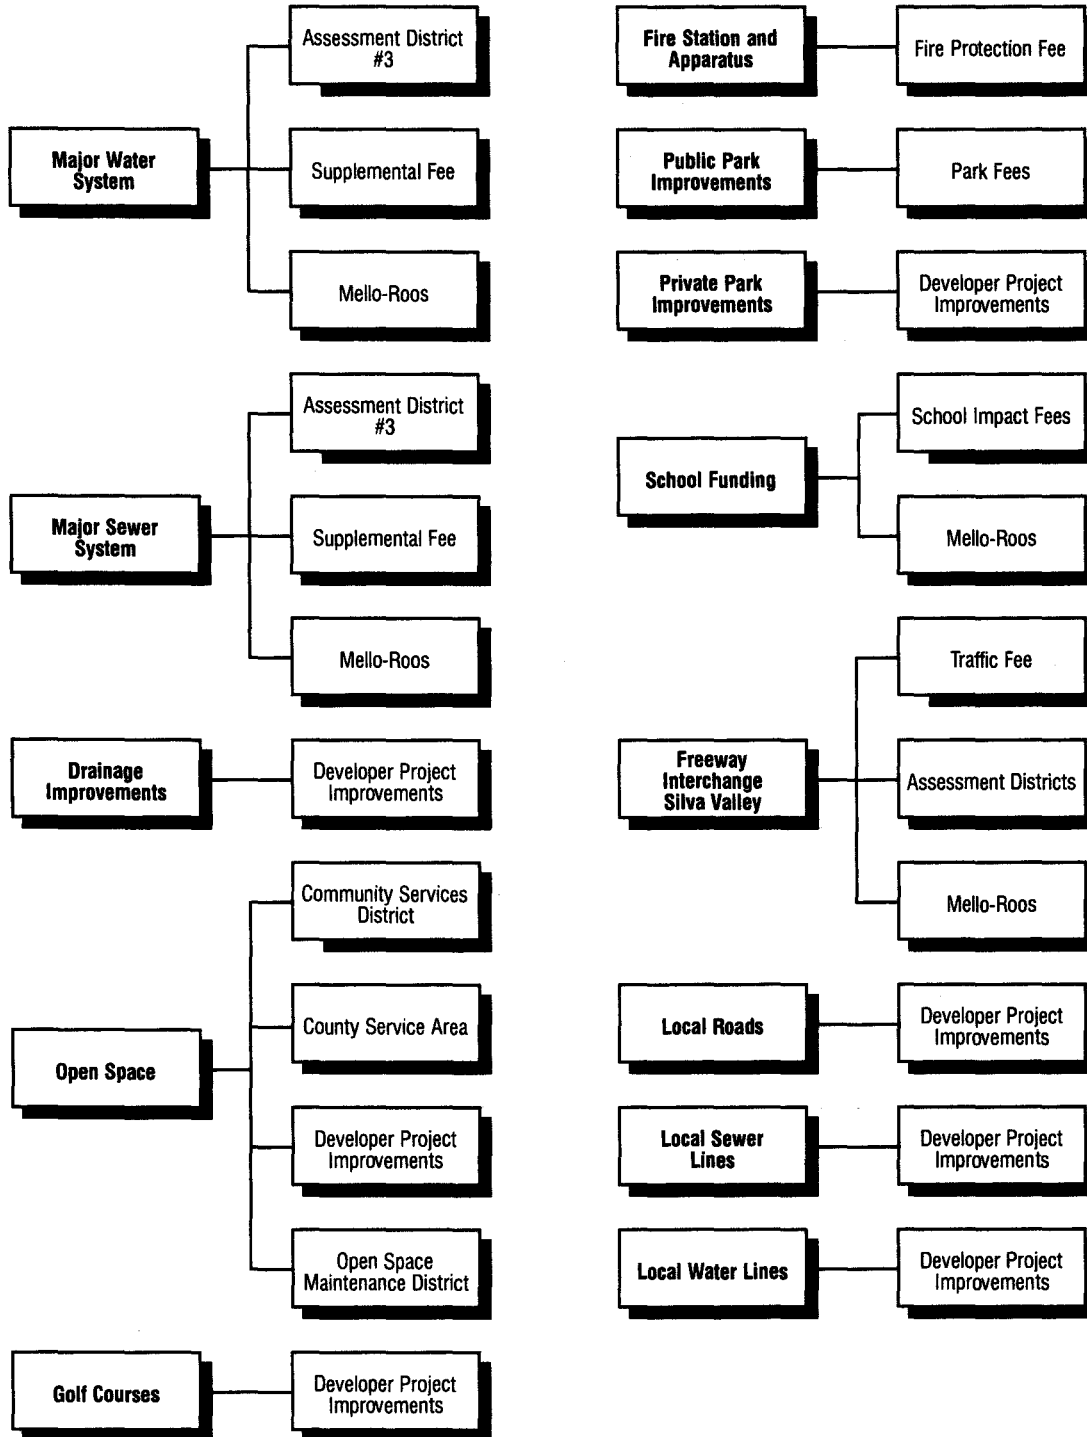 Assessment District
#3
Major Water
System
Supplemental Fee
Mello-Roos
Assessment District
#3
Major Sewer
System
Supplemental Fee
Mello-Roos
Drainage
Improvements
Developer Project
Improvements
Community Services
District
County Service Area
Open Space
Developer Project
Improvements
Open Space
Maintenance District
Golf Courses
Developer Project
Improvements
Fire Station and
Apparatus
Fire Protection Fee
Public Park
Improvements
Park Fees
Private Park
Improvements
Developer Project
Improvements
School Impact Fees
School Funding
Mello-Roos
Traffic Fee
Freeway
Interchange
Silva Valley
Assessment Districts
Mello-Roos
Local Roads
Developer Project
Improvements
Local Sewer
Lines
Developer Project
Improvements
Local Water Lines
Developer Project
Improvements